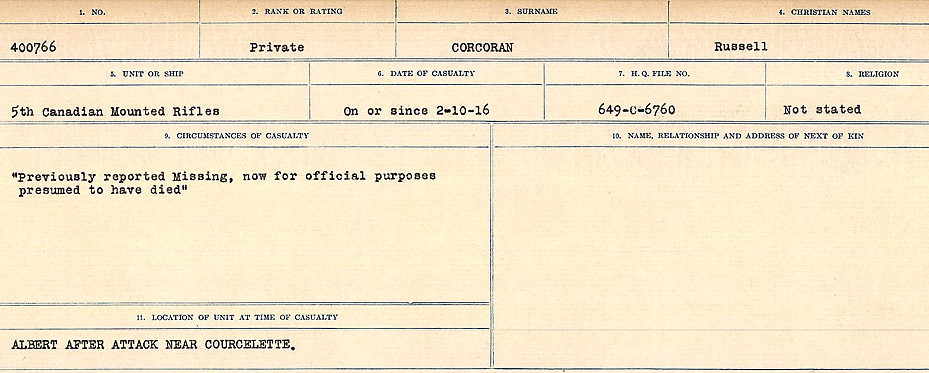 1. NO. 2. RANK OR RATING 3. SURNAME 4. CHRISTIAN NAMES
400766 Private CORCORAN Russell
5. UNIT OR SHIP 6. DATE OF CASUALTY 7. H. Q. FILE NO. 8. RELIGION
5th Canadian Mounted Rifles On or since 2-10-16 649-C-6760 Not stated
9. CIRCUMSTANCES OF CASUALTY 10. NAME, RELATIONSHIP AND ADDRESS OF NEXT OF KIN
"Previously reported Missing, now for official purposes
presumed to have died"
11. LOCATION OF UNIT AT TIME OF CASUALTY
ALBERT AFTER ATTACK NEAR COURCELETTE.